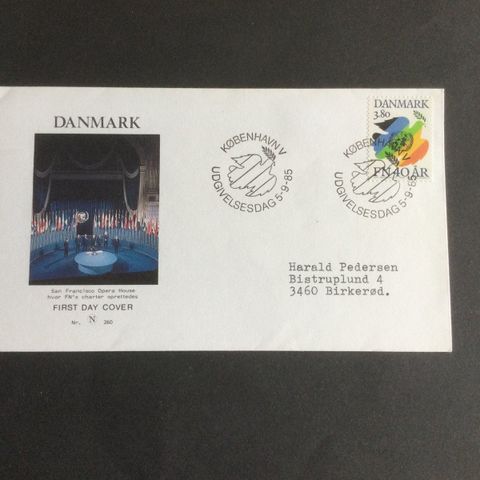 DANMARK
San Francisco Opera House
hvor FN's charter oprettedes
FIRST DAY COVER
Nr. N 360
KØBENHAVN V
UDGIVELSESDAG 5-9-85
DANMARK
3.80
FN 40 ÅR
KØBENHAVN V
UDGIVELSESDAG 5-9-85
Harald Pedersen
Bistruplund 4
3460 Birkerød.